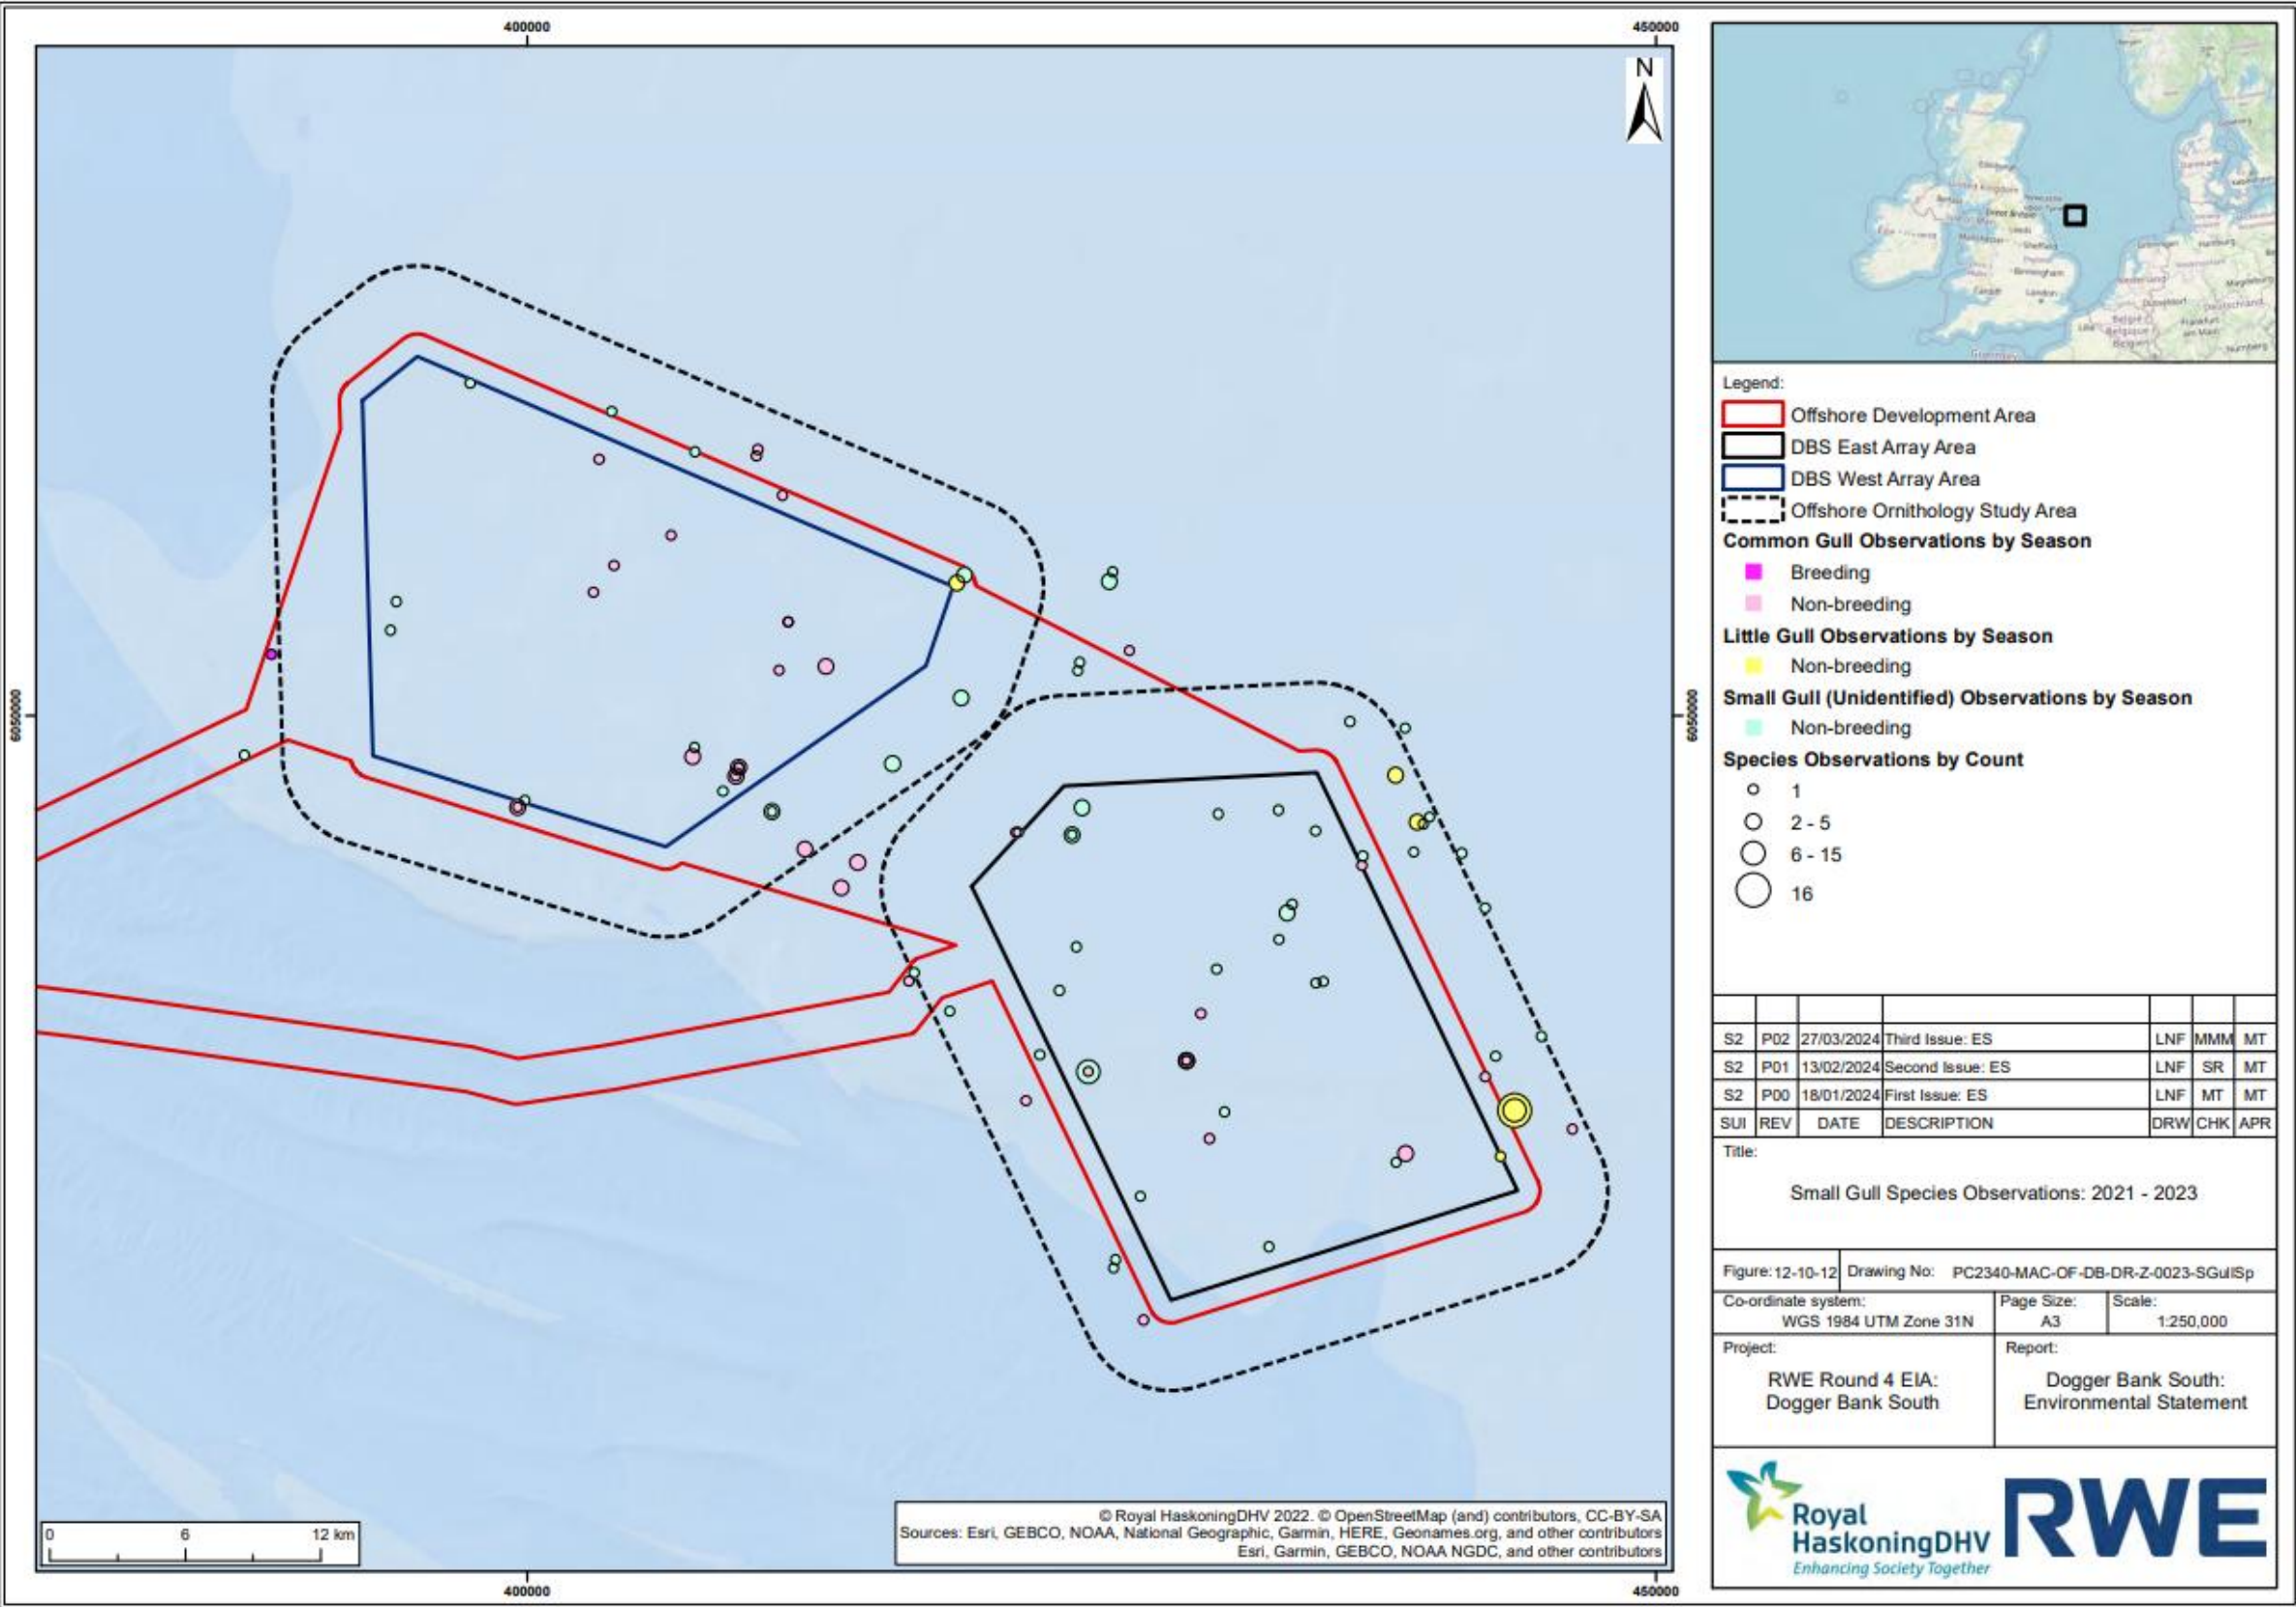 400000
450000
N
6050000
6050000
0 6 12 km
© Royal HaskoningDHV 2022. © OpenStreetMap (and) contributors, CC-BY-SA
Sources: Esri, GEBCO, NOAA, National Geographic, Garmin, HERE, Geonames.org, and other contributors
Esri, Garmin, GEBCO, NOAA NGDC, and other contributors
400000
450000
Edinburgh
United Kingdom
Leeds
Sheffield
Birmingham
London
Groningen
Hamburg
Legend:
Offshore Development Area
DBS East Array Area
DBS West Array Area
Offshore Ornithology Study Area
Common Gull Observations by Season
Breeding
Non-breeding
Little Gull Observations by Season
Non-breeding
Small Gull (Unidentified) Observations by Season
Non-breeding
Species Observations by Count
1
2 - 5
6 - 15
16
S2 P02 27/03/2024 Third Issue: ES LNF MMM MT
S2 P01 13/02/2024 Second Issue: ES LNF SR MT
S2 P00 18/01/2024 First Issue: ES LNF MT MT
SUI REV DATE DESCRIPTION DRW CHK APR
Title:
Small Gull Species Observations: 2021 - 2023
Figure: 12-10-12 Drawing No: PC2340-MAC-OF-DB-DR-Z-0023-SGullSp
Co-ordinate system: Page Size: Scale:
WGS 1984 UTM Zone 31N A3 1:250,000
Project: Report:
RWE Round 4 EIA: Dogger Bank South:
Dogger Bank South Environmental Statement
Royal
HaskoningDHV
Enhancing Society Together
RWE